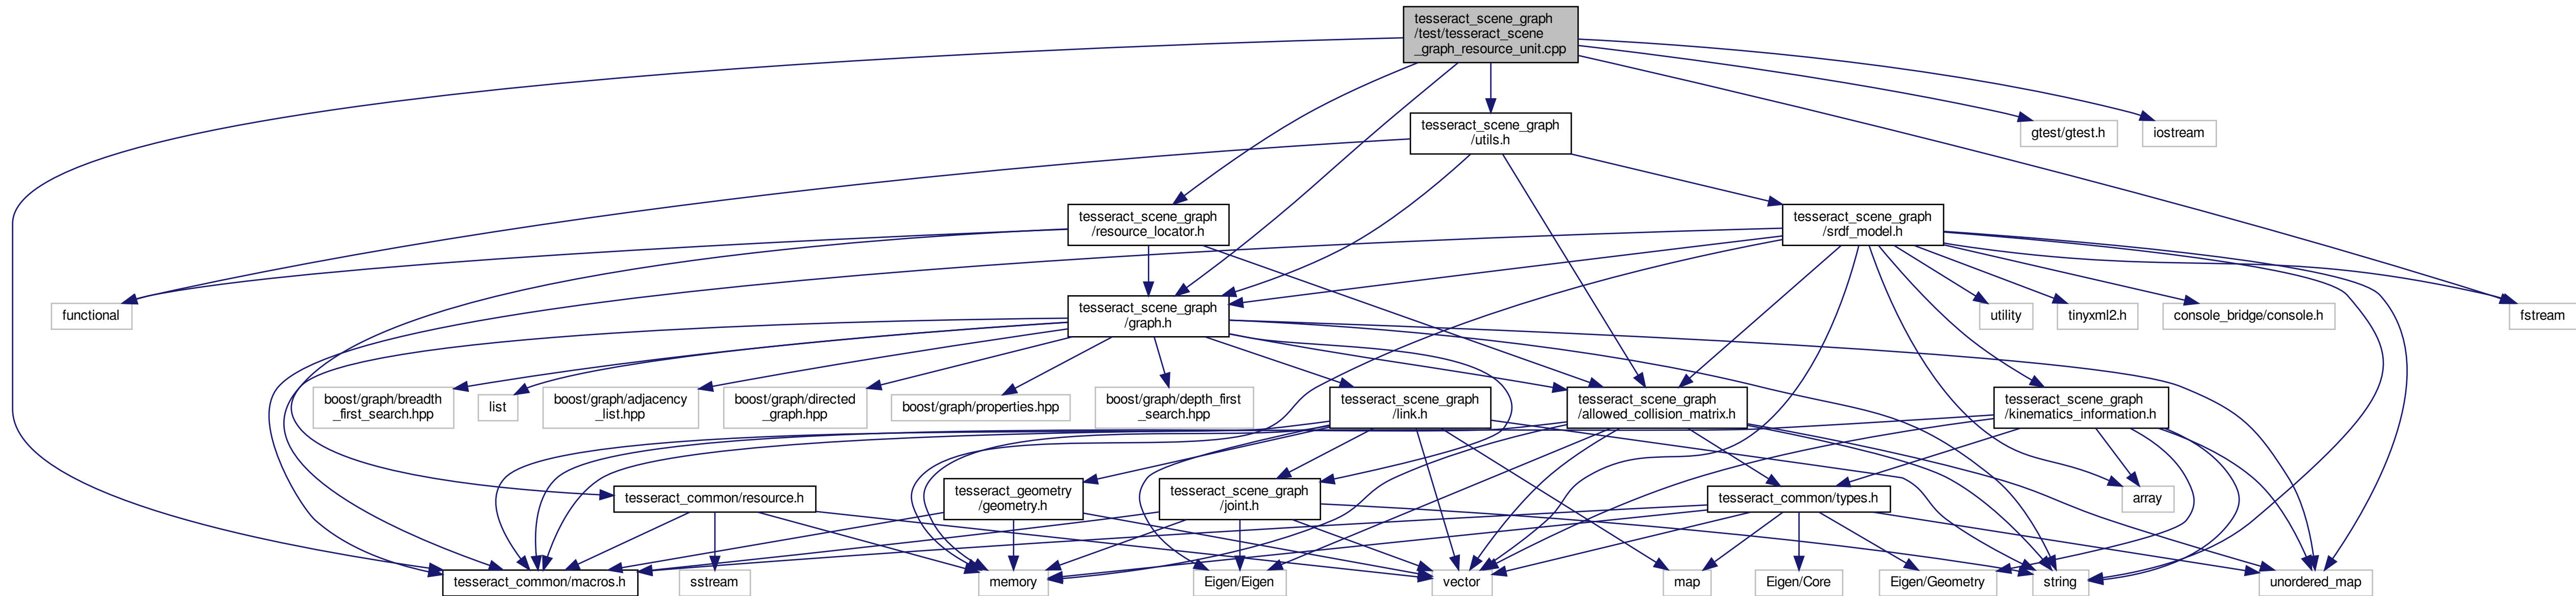 tesseract_scene_graph
/test/tesseract_scene
_graph_resource_unit.cpp
tesseract_scene_graph
/utils.h
gtest/gtest.h
iostream
tesseract_scene_graph
/resource_locator.h
tesseract_scene_graph
/srdf_model.h
functional
tesseract_scene_graph
/graph.h
utility
tinyxml2.h
console_bridge/console.h
fstream
boost/graph/breadth
_first_search.hpp
list
boost/graph/adjacency
_list.hpp
boost/graph/directed
_graph.hpp
boost/graph/properties.hpp
boost/graph/depth_first
_search.hpp
tesseract_scene_graph
/link.h
tesseract_scene_graph
/allowed_collision_matrix.h
tesseract_scene_graph
/kinematics_information.h
tesseract_common/resource.h
tesseract_geometry
/geometry.h
tesseract_scene_graph
/joint.h
tesseract_common/types.h
array
tesseract_common/macros.h
sstream
memory
Eigen/Eigen
vector
map
Eigen/Core
Eigen/Geometry
string
unordered_map